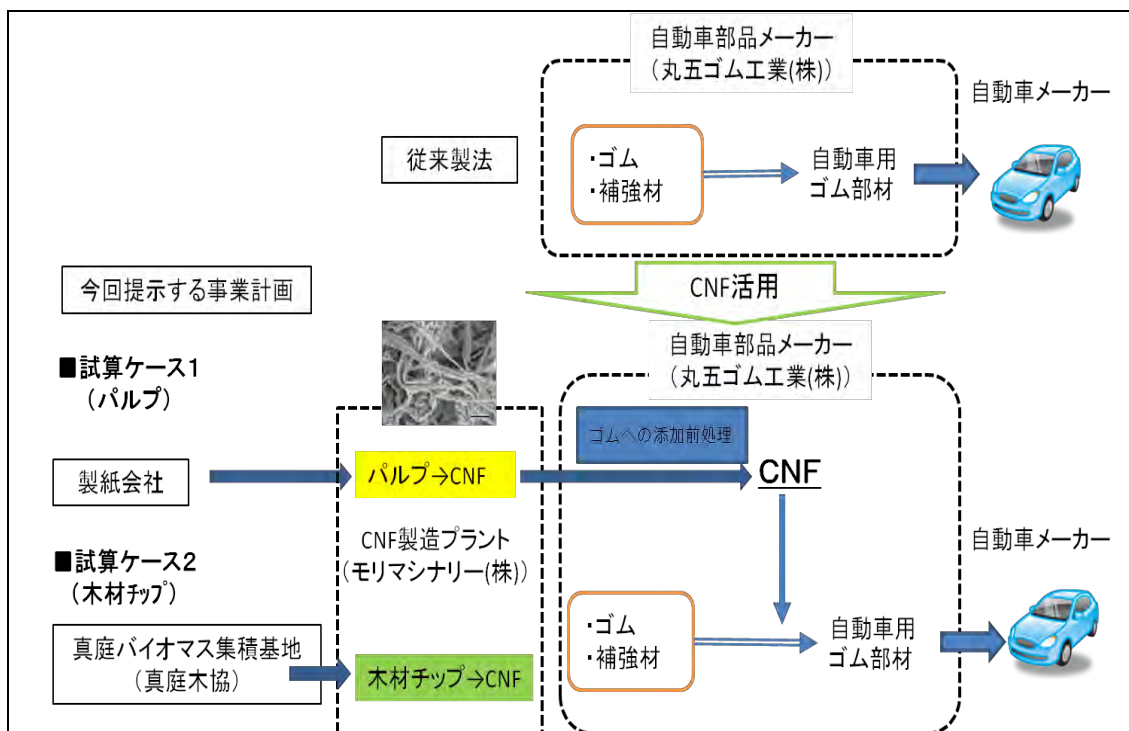 自動車部品メーカー
（丸五ゴム工業(株)）
自動車メーカー
従来製法
・ゴム
・補強材
自動車用
ゴム部材
CNF活用
今回提示する事業計画
自動車部品メーカー
（丸五ゴム工業(株)）
■試算ケース1
（パルプ）
ゴムへの添加前処理
製紙会社
パルプ→CNF
CNF
CNF製造プラント
（モリマシナリー(株)）
自動車メーカー
■試算ケース2
（木材チップ）
・ゴム
・補強材
自動車用
ゴム部材
真庭バイオマス集積基地
（真庭木協）
木材チップ→CNF